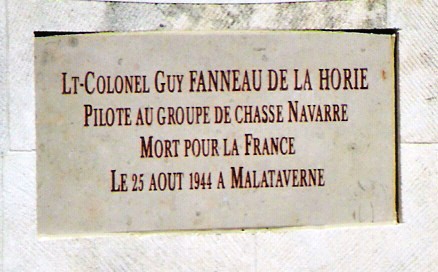 Lt-Colonel Guy FANNEAU DE LA HORIE
Pilote au groupe de chasse Navarre
Mort pour la France
Le 25 aout 1944 a Malataverne